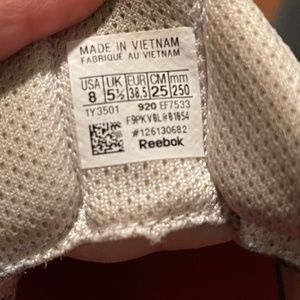 MADE IN VIETNAM
FABRIQUÉ AU VIETNAM
USA UK EUR CM mm
8 5½ 38.5 25 250
1Y3501 920 EF7533
#126130682
Reebok